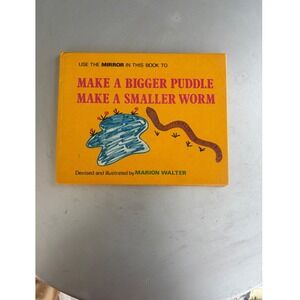 USE THE MIRROR IN THIS BOOK TO
MAKE A BIGGER PUDDLE
MAKE A SMALLER WORM
Devised and illustrated by MARION WALTER